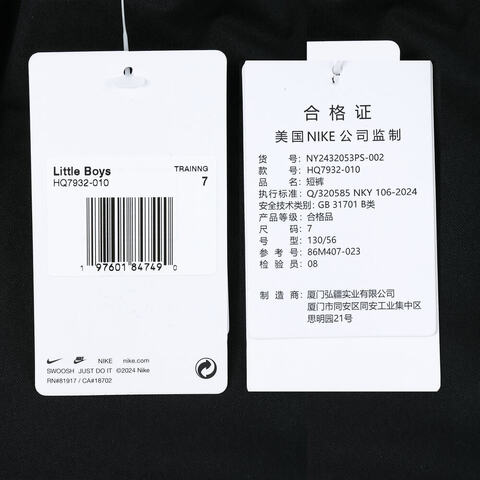 Little Boys
HQ7932-010
TRAINNG
7
1 97601 84749 0
NIKE nike.com
SWOOSH JUST DO IT ©2024 Nike
RN#81917 / CA#18702
合格证
美国NIKE公司监制
货号: NY2432053PS-002
款号: HQ7932-010
品名: 短裤
执行标准: Q/320585 NKY 106-2024
安全技术类别: GB 31701 B类
产品等级: 合格品
尺码: 7
号型: 130/56
参考号: 86M407-023
检验员: 08
制造商: 厦门弘疆实业有限公司
厦门市同安区同安工业集中区
思明园21号